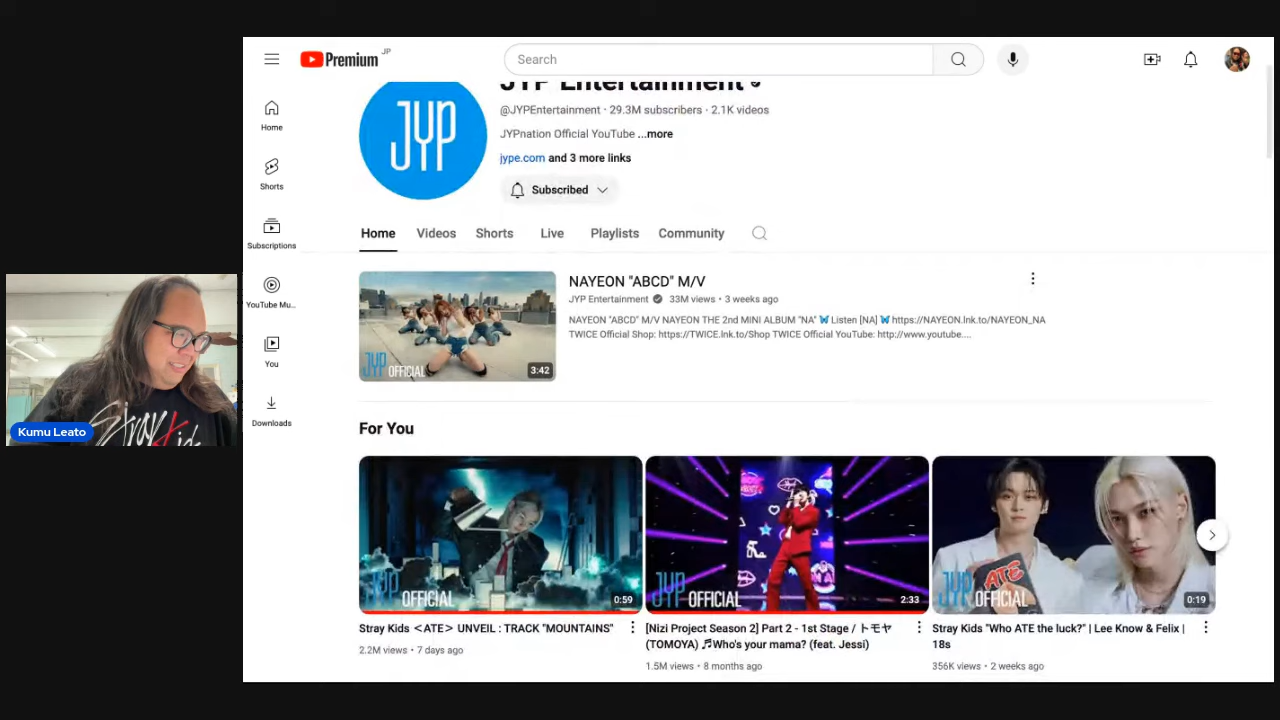 Premium JP
Search
Home
Shorts
Subscriptions
YouTube Mu...
You
Downloads
JYP
JYP Entertainment
@JYPEntertainment · 29.3M subscribers · 2.1K videos
JYPnation Official YouTube ...more
jype.com and 3 more links
Subscribed
Home Videos Shorts Live Playlists Community
JYP OFFICIAL
3:42
NAYEON "ABCD" M/V
JYP Entertainment 33M views • 3 weeks ago
NAYEON "ABCD" M/V NAYEON THE 2nd MINI ALBUM "NA" 🦋 Listen [NA] 🦋 https://NAYEON.lnk.to/NAYEON_NA
TWICE Official Shop: https://TWICE.lnk.to/Shop TWICE Official YouTube: http://www.youtube....
For You
JYP OFFICIAL
0:59
Stray Kids ＜ATE＞ UNVEIL : TRACK "MOUNTAINS"
2.2M views • 7 days ago
JYP OFFICIAL
2:33
[Nizi Project Season 2] Part 2 - 1st Stage / トモヤ
(TOMOYA) 🎵Who's your mama? (feat. Jessi)
1.5M views • 8 months ago
ATE
JYP OFFICIAL
0:19
Stray Kids "Who ATE the luck?" | Lee Know & Felix |
18s
356K views • 2 weeks ago
Stray Kids
Kumu Leato